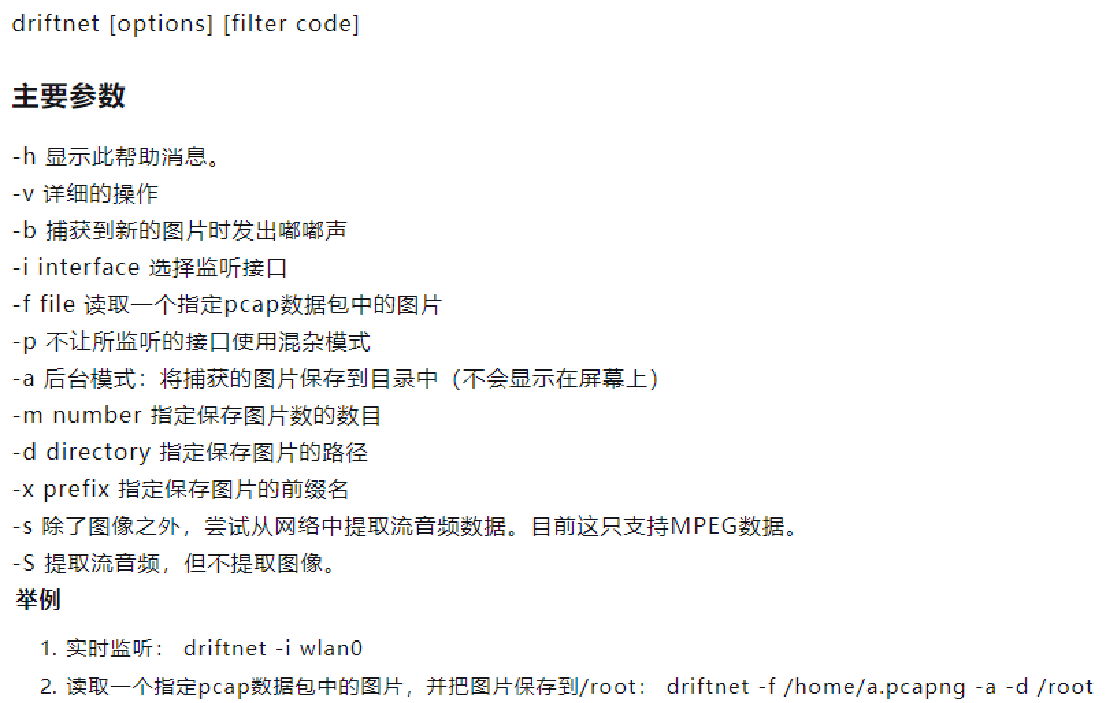 driftnet [options] [filter code]
主要参数
-h 显示此帮助消息。
-v 详细的操作
-b 捕获到新的图片时发出嘟嘟声
-i interface 选择监听接口
-f file 读取一个指定pcap数据包中的图片
-p 不让所监听的接口使用混杂模式
-a 后台模式：将捕获的图片保存到目录中（不会显示在屏幕上）
-m number 指定保存图片数的数目
-d directory 指定保存图片的路径
-x prefix 指定保存图片的前缀名
-s 除了图像之外，尝试从网络中提取流音频数据。目前这只支持MPEG数据。
-S 提取流音频，但不提取图像。
举例
1. 实时监听： driftnet -i wlan0
2. 读取一个指定pcap数据包中的图片，并把图片保存到/root： driftnet -f /home/a.pcapng -a -d /root